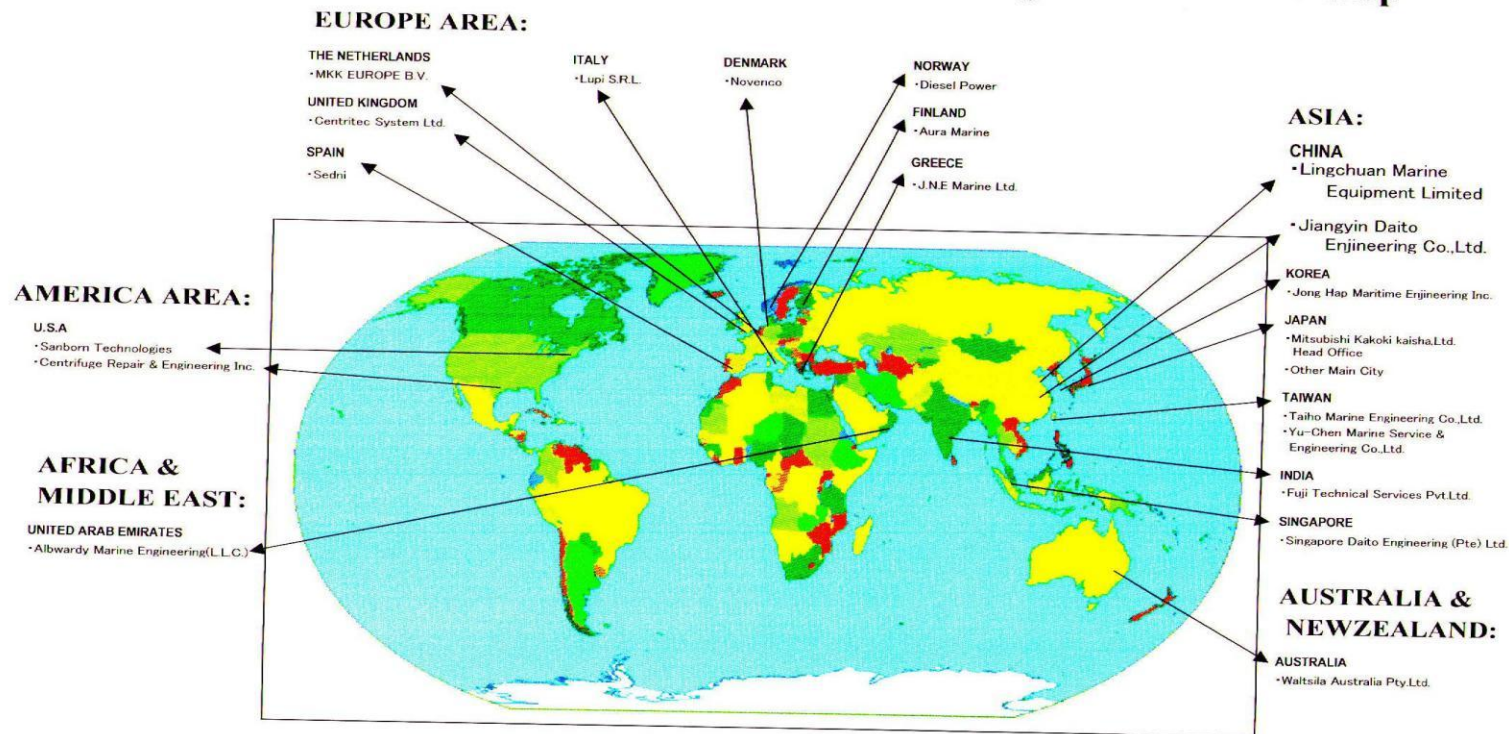 EUROPE AREA:
THE NETHERLANDS
・MKK EUROPE B.V.
UNITED KINGDOM
・Centritec System Ltd.
SPAIN
・Sedni
ITALY
・Lupi S.R.L.
DENMARK
・Novenco
NORWAY
・Diesel Power
FINLAND
・Aura Marine
GREECE
・J.N.E Marine Ltd.
ASIA:
CHINA
・Lingchuan Marine
Equipment Limited
・Jiangyin Daito
Enjineering Co.,Ltd.
KOREA
・Jong Hap Maritime Enjineering Inc.
JAPAN
・Mitsubishi Kakoki kaisha,Ltd.
Head Office
・Other Main City
TAIWAN
・Taiho Marine Engineering Co.,Ltd.
・Yu-Chen Marine Service &
Engineering Co.,Ltd.
INDIA
・Fuji Technical Services Pvt.Ltd.
SINGAPORE
・Singapore Daito Engineering (Pte) Ltd.
AUSTRALIA &
NEWZEALAND:
AUSTRALIA
・Waltsila Australia Pty.Ltd.
AMERICA AREA:
U.S.A
・Sanborn Technologies
・Centrifuge Repair & Engineering Inc.
AFRICA &
MIDDLE EAST:
UNITED ARAB EMIRATES
・Albwardy Marine Engineering(L.L.C.)